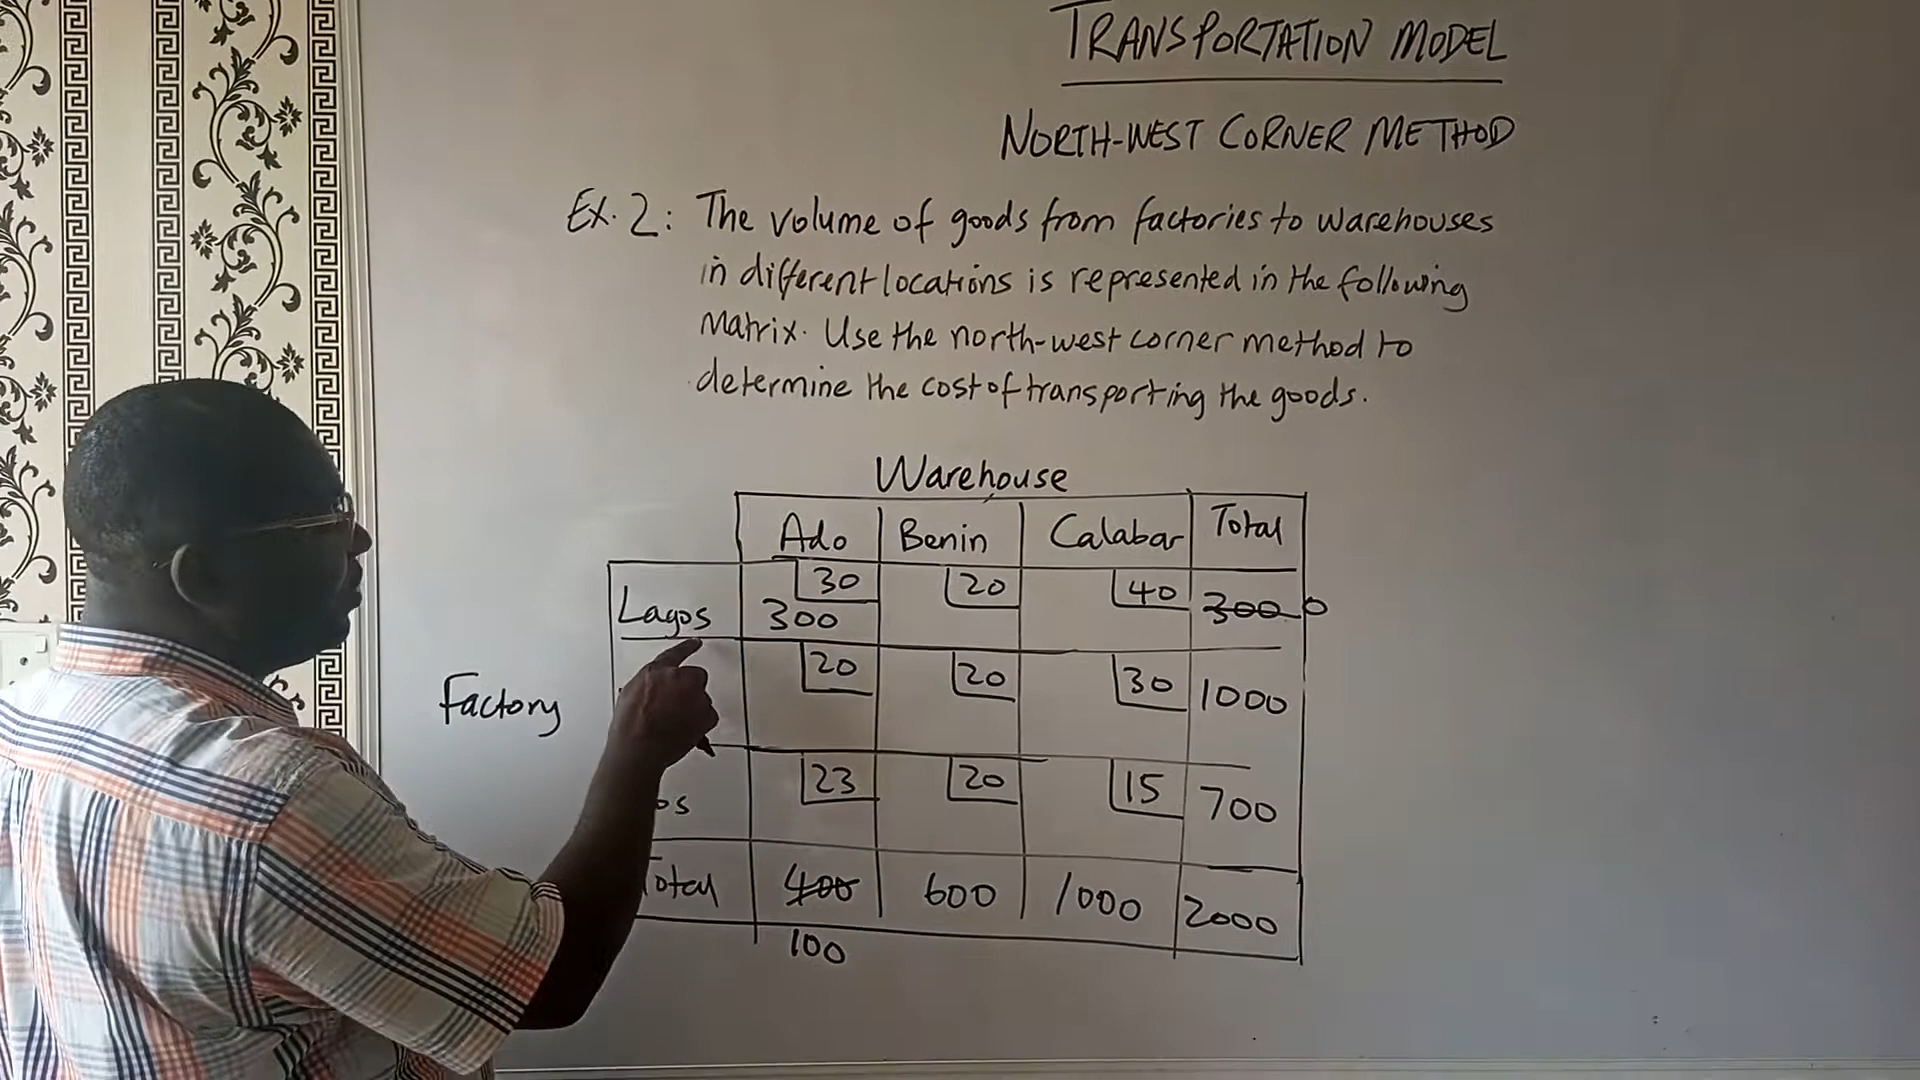 TRANSPORTATION MODEL
NORTH-WEST CORNER METHOD
Ex. 2: The volume of goods from factories to warehouses
in different locations is represented in the following
matrix. Use the north-west corner method to
determine the cost of transporting the goods.
Warehouse
Ado Benin Calabar Total
30 20 40
Lagos 300 300 0
20 20 30 1000
Factory
23 20 15 700
os
Total 400 600 1000 2000
100